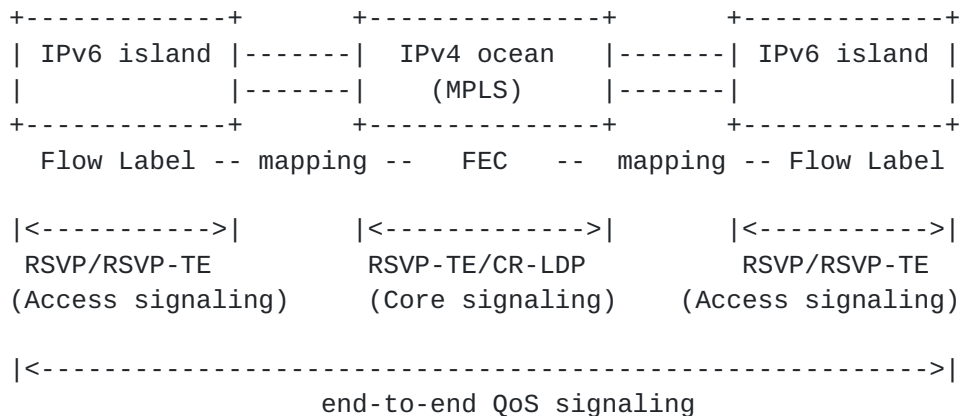 +-------------+       +---------------+       +-------------+
| IPv6 island |-------|  IPv4 ocean   |-------| IPv6 island |
|             |-------|    (MPLS)     |-------|             |
+-------------+       +---------------+       +-------------+
  Flow Label -- mapping --   FEC   --  mapping -- Flow Label
|<----------->|       |<------------->|       |<----------->|
 RSVP/RSVP-TE          RSVP-TE/CR-LDP          RSVP/RSVP-TE
(Access signaling)     (Core signaling)    (Access signaling)
|<--------------------------------------------------------->|
                    end-to-end QoS signaling